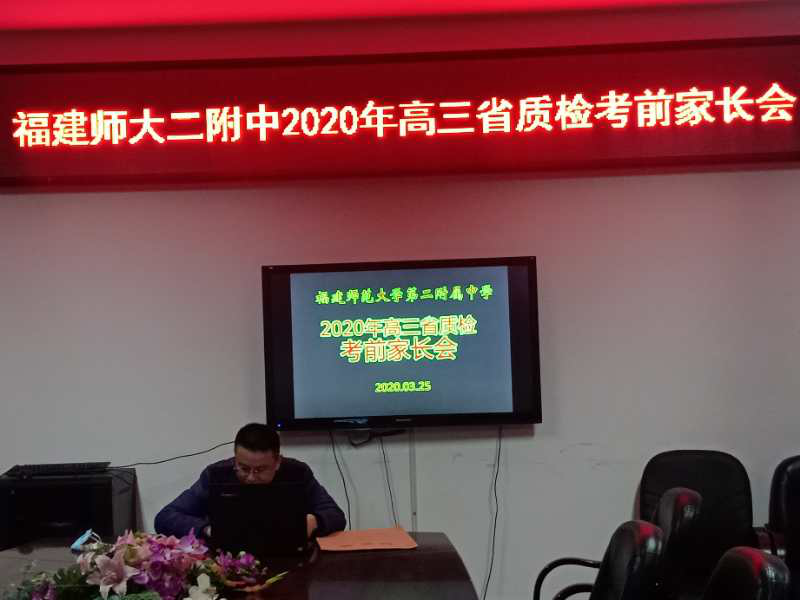 福建师大二附中2020年高三省质检考前家长会
福建师范大学第二附属中学
2020年高三省质检
考前家长会
2020.03.25